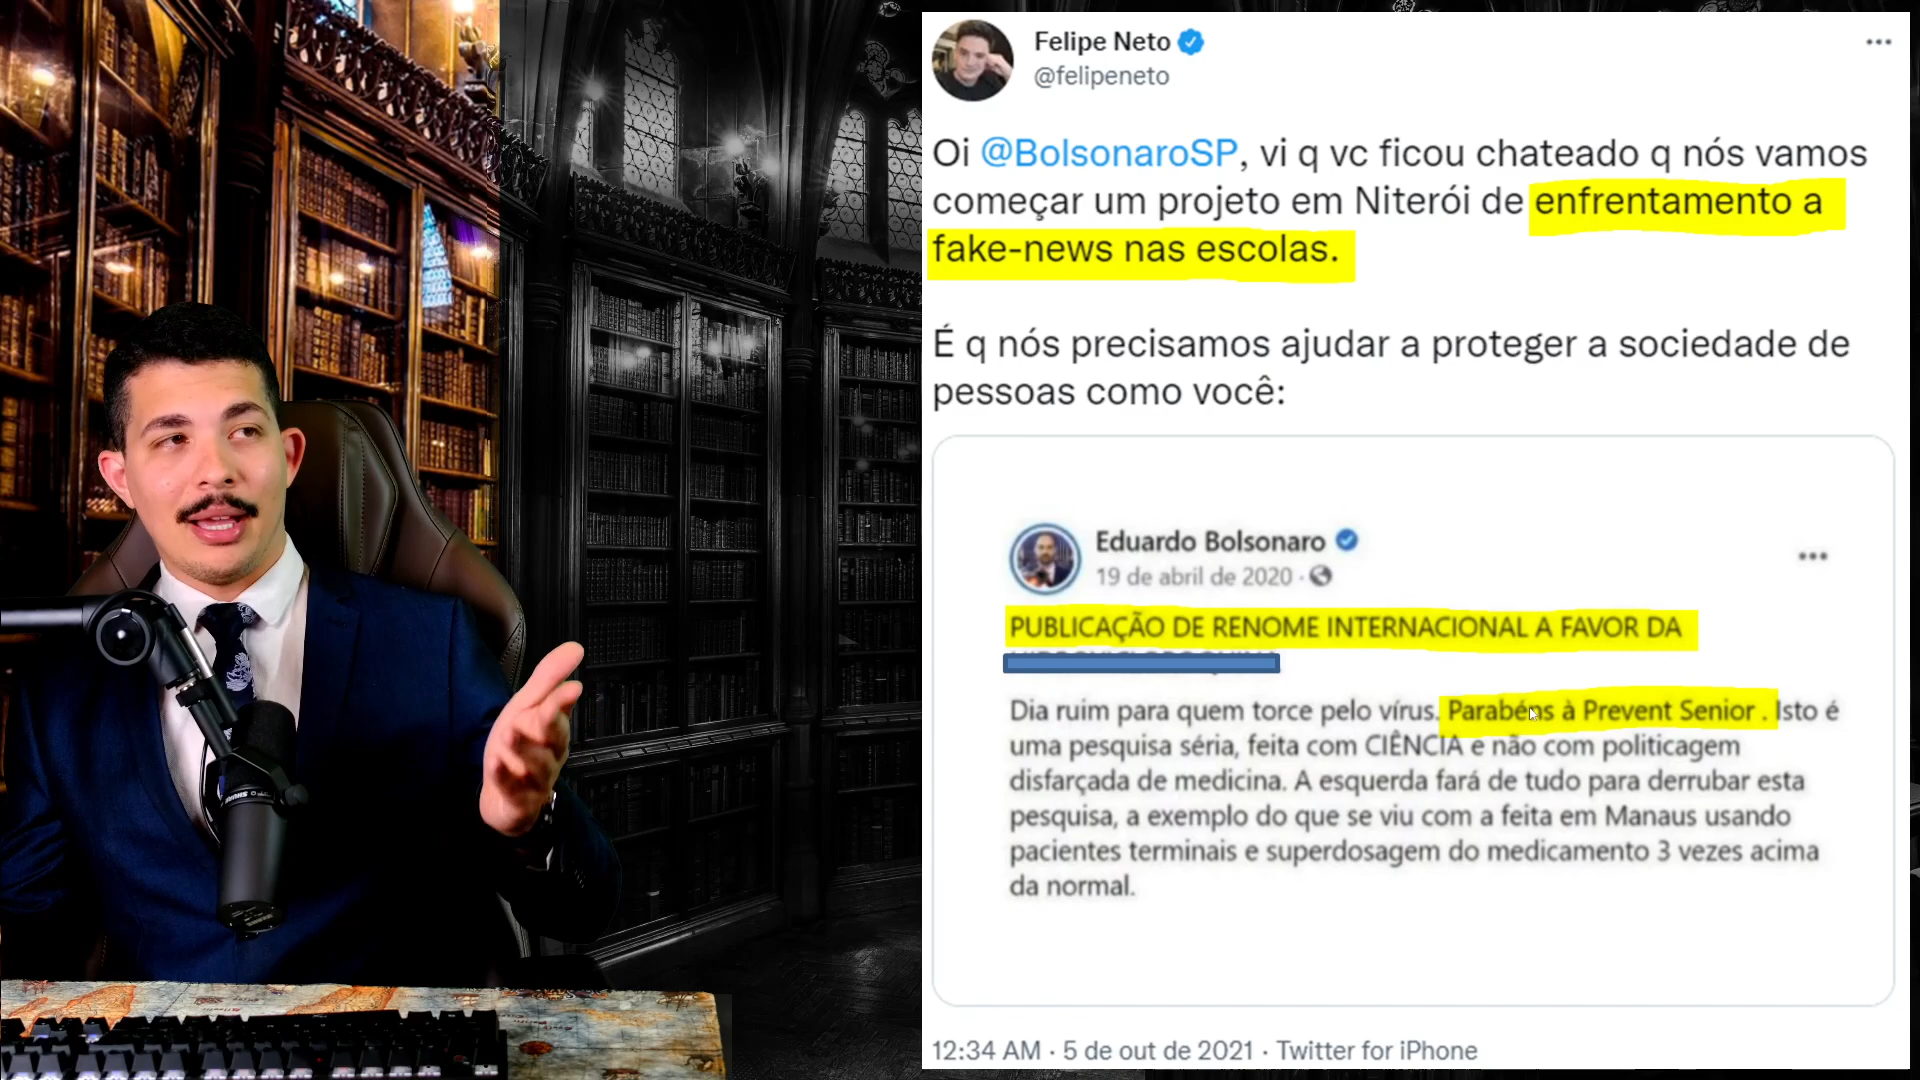 Felipe Neto
@felipeneto
Oi @BolsonaroSP, vi q vc ficou chateado q nós vamos
começar um projeto em Niterói de enfrentamento a
fake-news nas escolas.
É q nós precisamos ajudar a proteger a sociedade de
pessoas como você:
Eduardo Bolsonaro
19 de abril de 2020 ·
PUBLICAÇÃO DE RENOME INTERNACIONAL A FAVOR DA
Dia ruim para quem torce pelo vírus. Parabéns à Prevent Senior . Isto é
uma pesquisa séria, feita com CIÊNCIA e não com politicagem
disfarçada de medicina. A esquerda fará de tudo para derrubar esta
pesquisa, a exemplo do que se viu com a feita em Manaus usando
pacientes terminais e superdosagem do medicamento 3 vezes acima
da normal.
12:34 AM · 5 de out de 2021 · Twitter for iPhone
SHURE